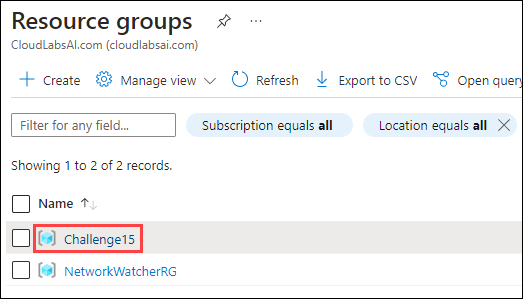 Resource groups
CloudLabsAI.com (cloudlabsai.com)
Create Manage view Refresh Export to CSV Open query
Filter for any field... Subscription equals all Location equals all
Showing 1 to 2 of 2 records.
Name
Challenge15
NetworkWatcherRG